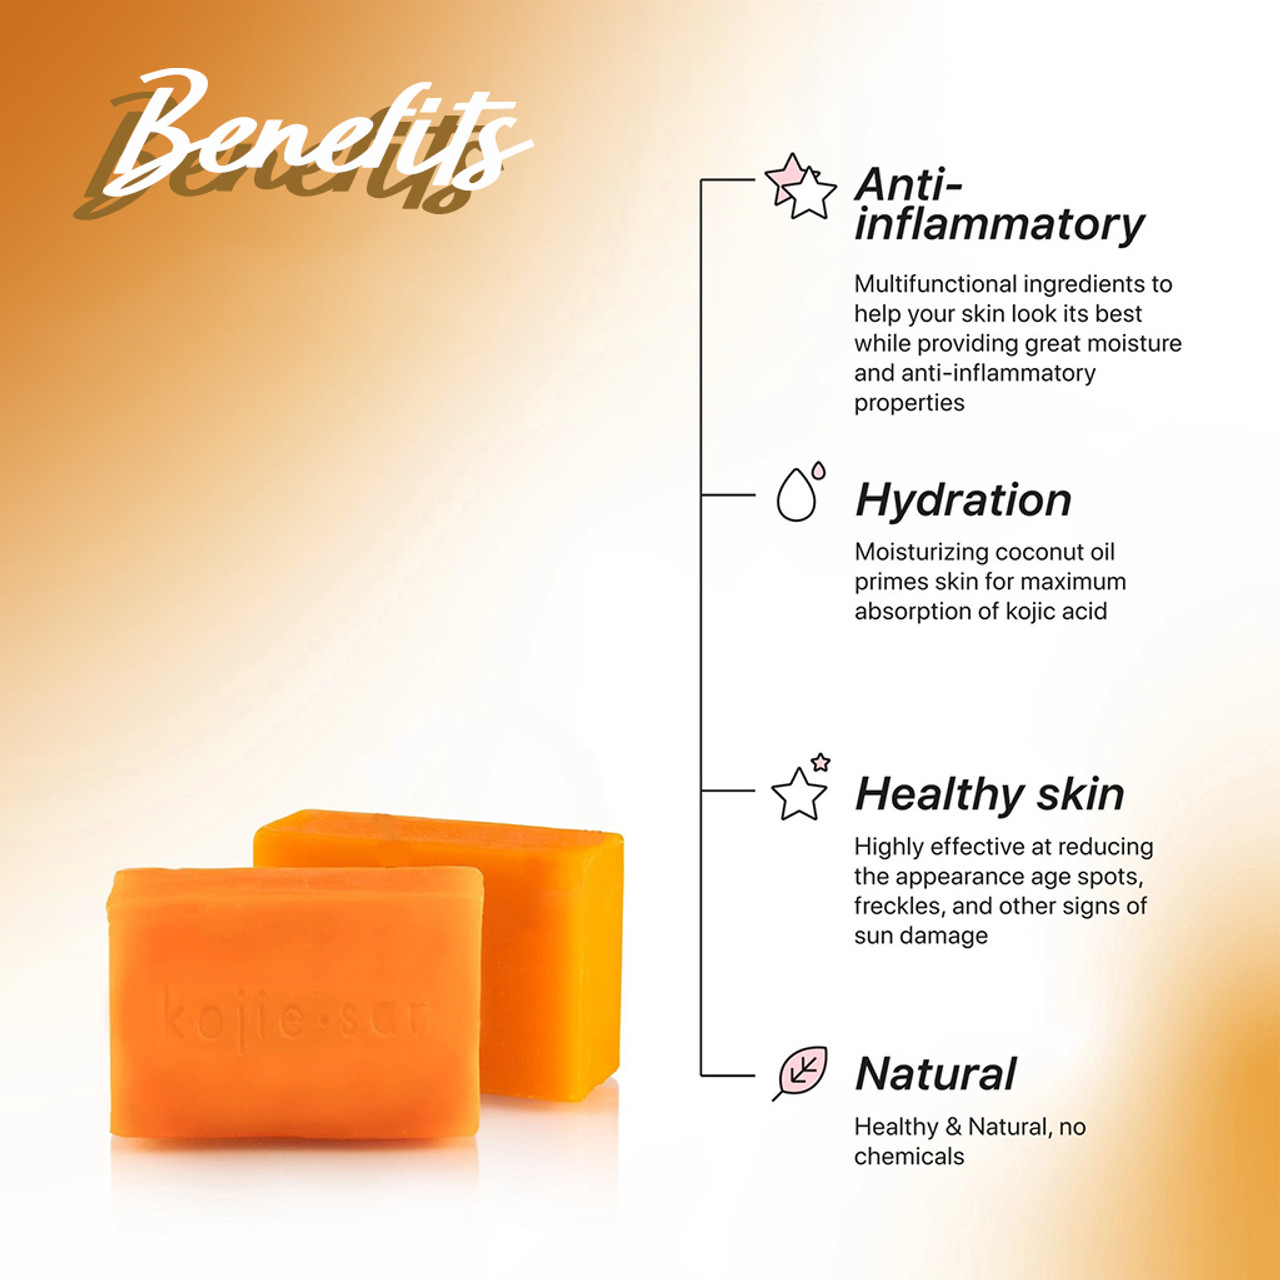 Benefits
Anti-
inflammatory
Multifunctional ingredients to
help your skin look its best
while providing great moisture
and anti-inflammatory
properties
Hydration
Moisturizing coconut oil
primes skin for maximum
absorption of kojic acid
Healthy skin
Highly effective at reducing
the appearance age spots,
freckles, and other signs of
sun damage
Natural
Healthy & Natural, no
chemicals
kojie·san